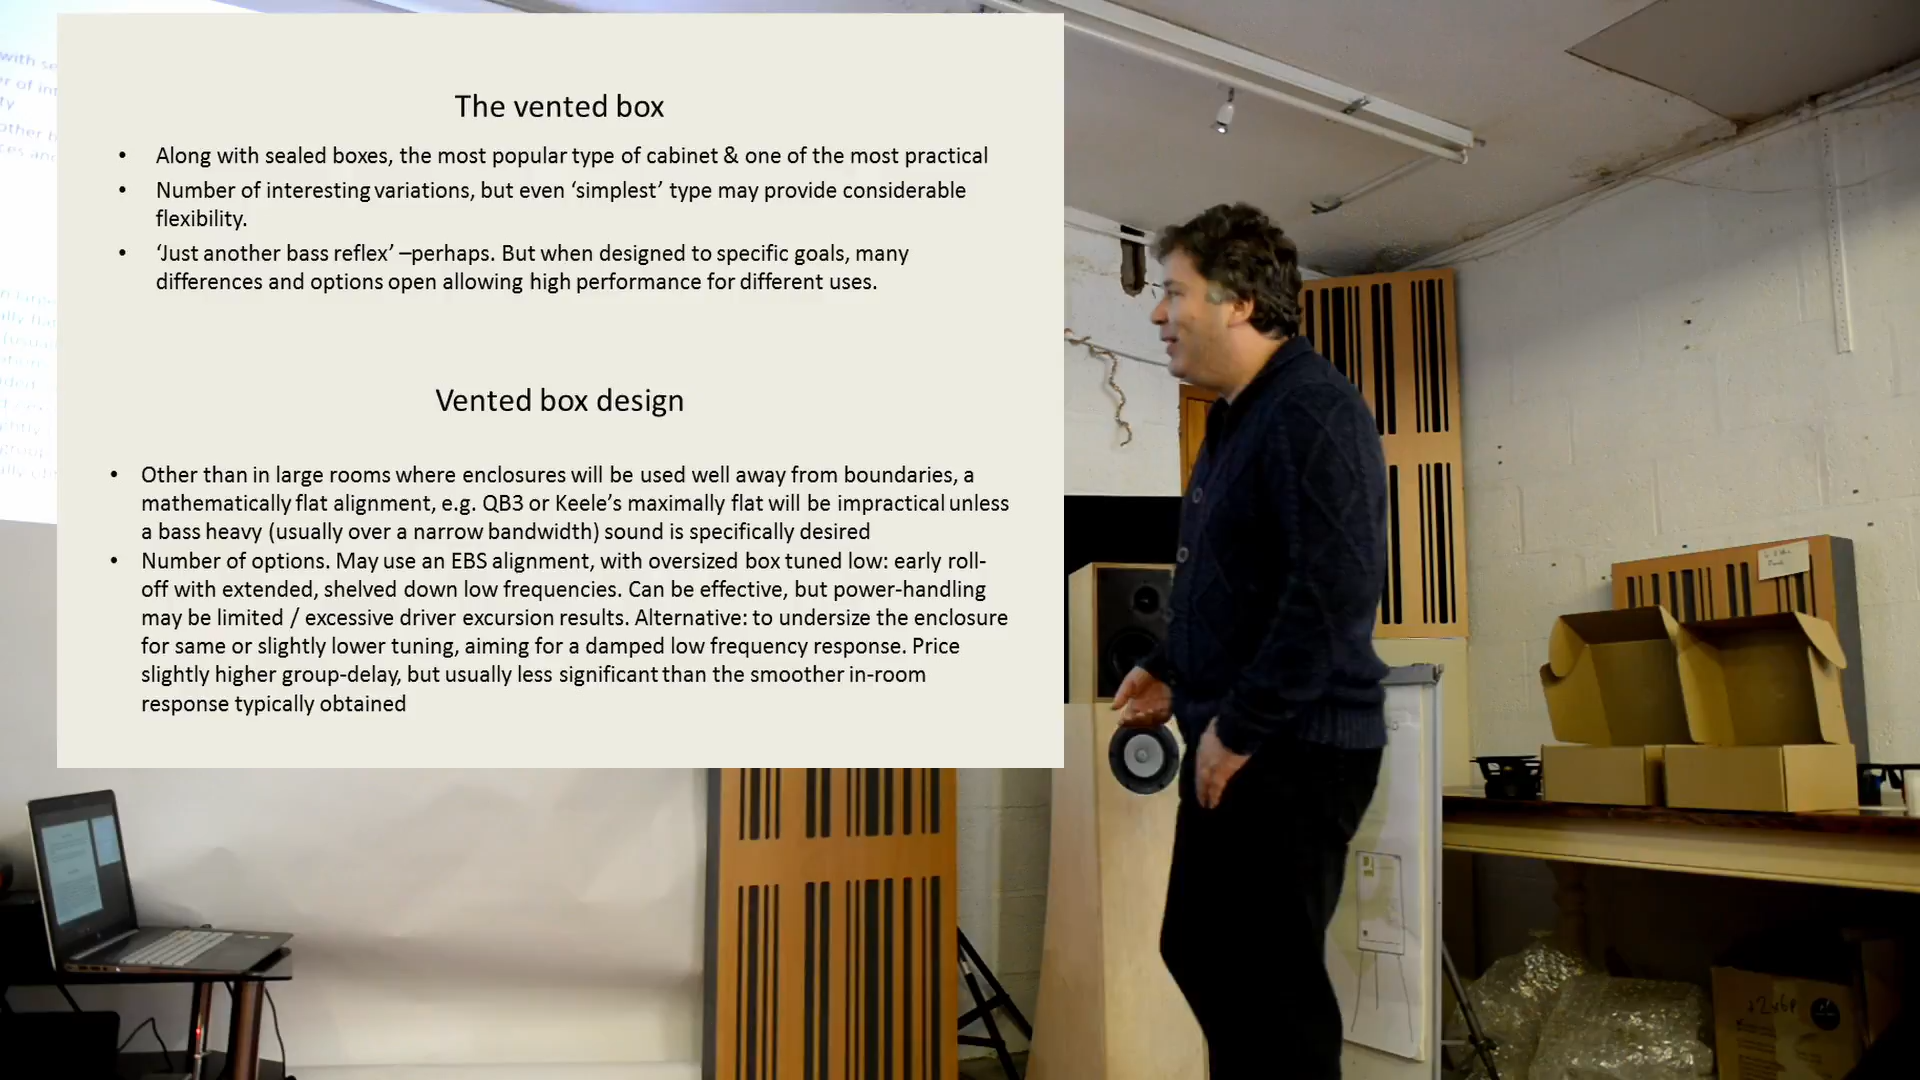 The vented box
• Along with sealed boxes, the most popular type of cabinet & one of the most practical
• Number of interesting variations, but even ‘simplest’ type may provide considerable
flexibility.
• ‘Just another bass reflex’ –perhaps. But when designed to specific goals, many
differences and options open allowing high performance for different uses.
Vented box design
• Other than in large rooms where enclosures will be used well away from boundaries, a
mathematically flat alignment, e.g. QB3 or Keele’s maximally flat will be impractical unless
a bass heavy (usually over a narrow bandwidth) sound is specifically desired
• Number of options. May use an EBS alignment, with oversized box tuned low: early roll-
off with extended, shelved down low frequencies. Can be effective, but power-handling
may be limited / excessive driver excursion results. Alternative: to undersize the enclosure
for same or slightly lower tuning, aiming for a damped low frequency response. Price
slightly higher group-delay, but usually less significant than the smoother in-room
response typically obtained